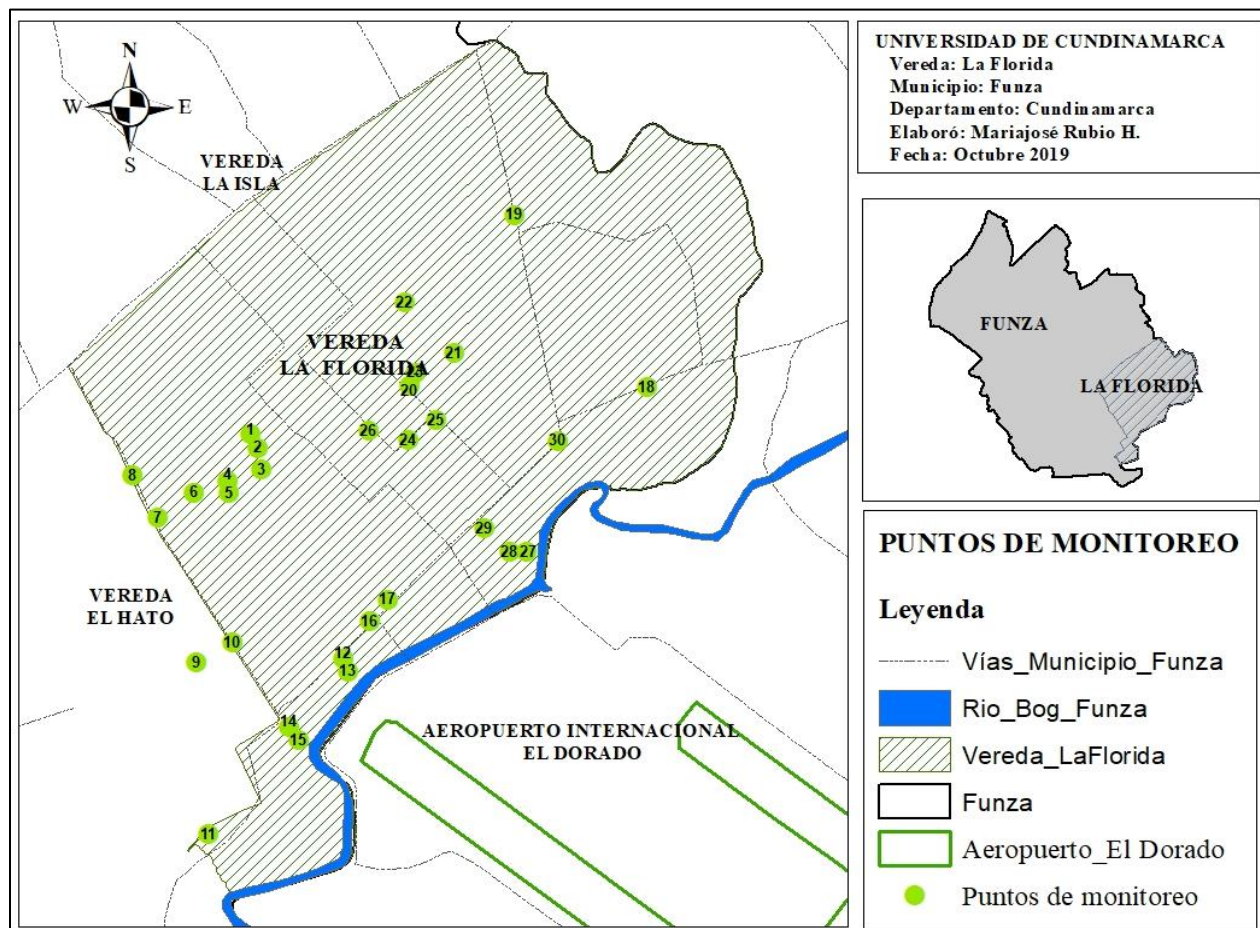 N
W
E
S
VEREDA
LA ISLA
19
22
VEREDA
LA FLORIDA
21
23
20
18
25
26
24
30
1
2
3
8
4
5
6
7
29
28
27
VEREDA
EL HATO
17
16
10
9
12
13
14
15
AEROPUERTO INTERNACIONAL
EL DORADO
11
UNIVERSIDAD DE CUNDINAMARCA
Vereda: La Florida
Municipio: Funza
Departamento: Cundinamarca
Elaboró: Mariajosé Rubio H.
Fecha: Octubre 2019
FUNZA
LA FLORIDA
PUNTOS DE MONITOREO
Leyenda
Vías_Municipio_Funza
Rio_Bog_Funza
Vereda_LaFlorida
Funza
Aeropuerto_El Dorado
Puntos de monitoreo